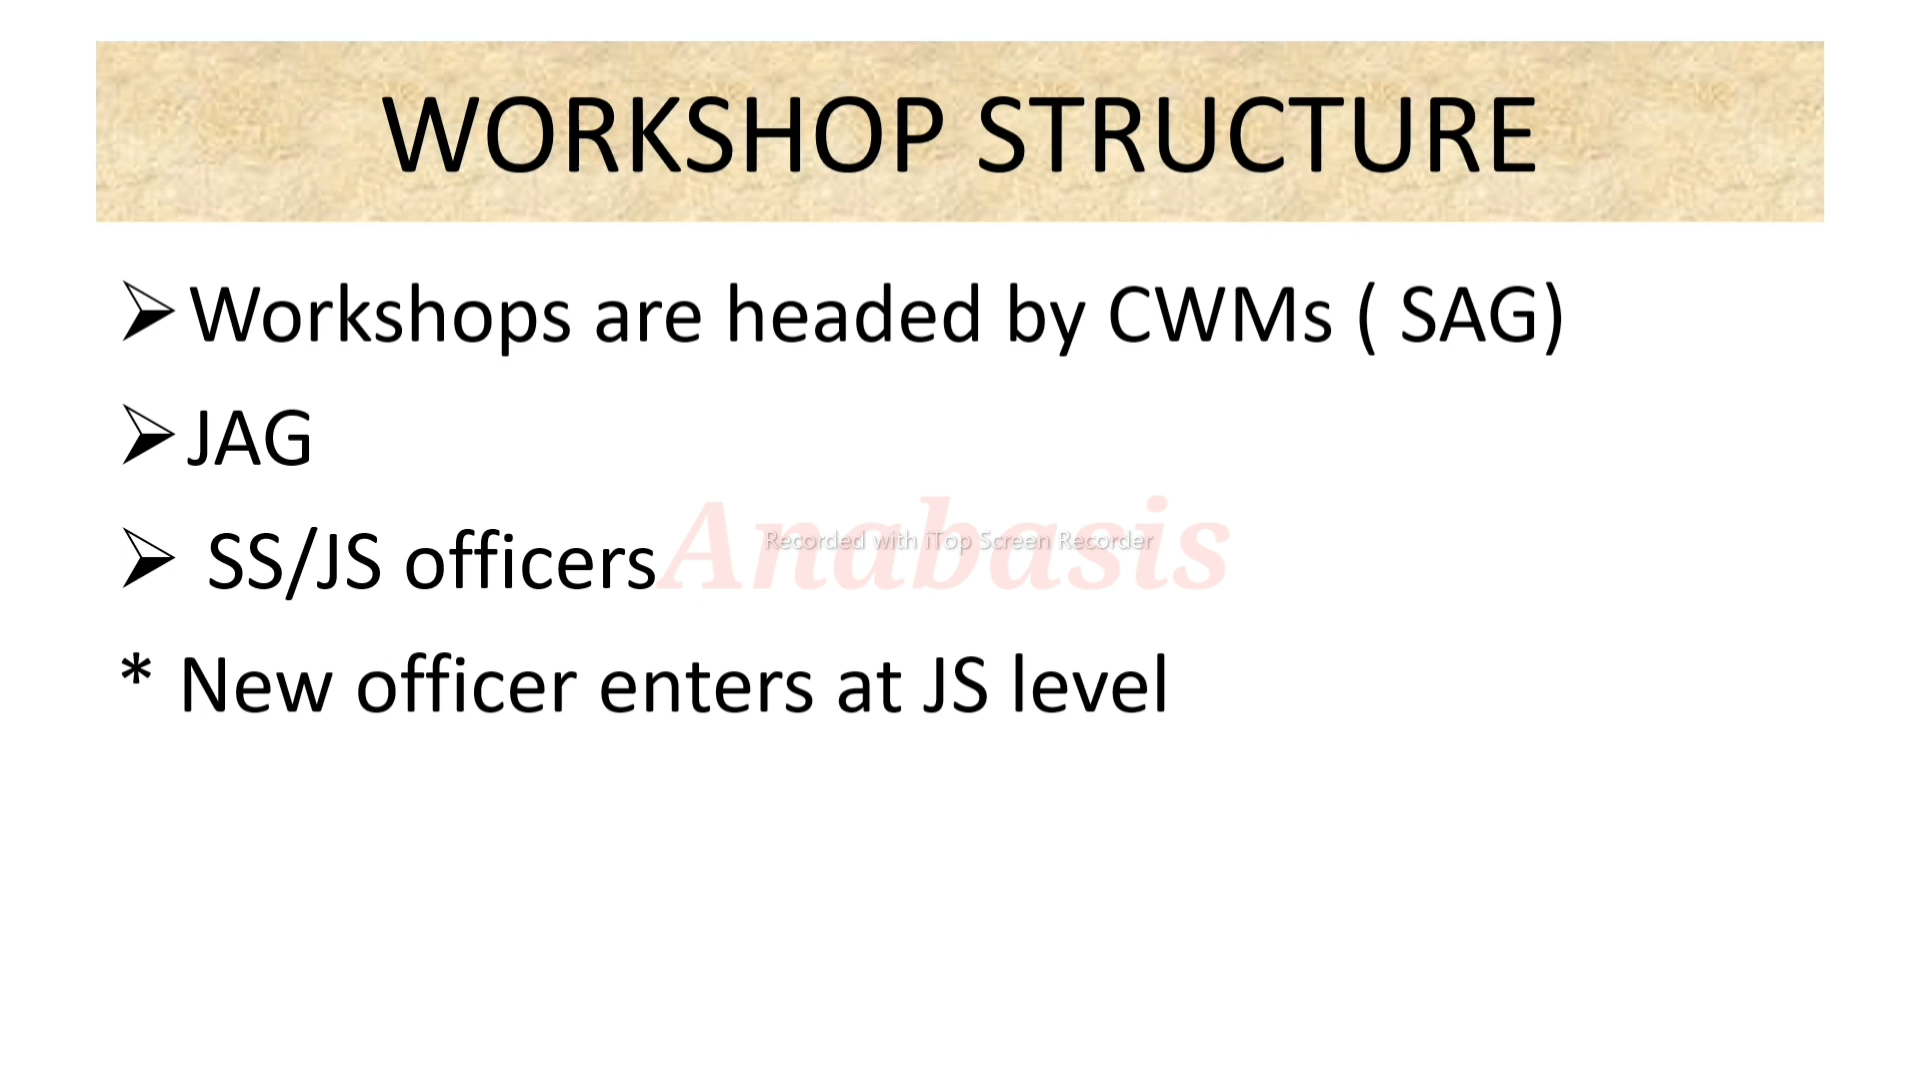 WORKSHOP STRUCTURE
➢Workshops are headed by CWMs ( SAG)
➢JAG
➢ SS/JS officers
Anabasis
Recorded with iTop Screen Recorder
* New officer enters at JS level